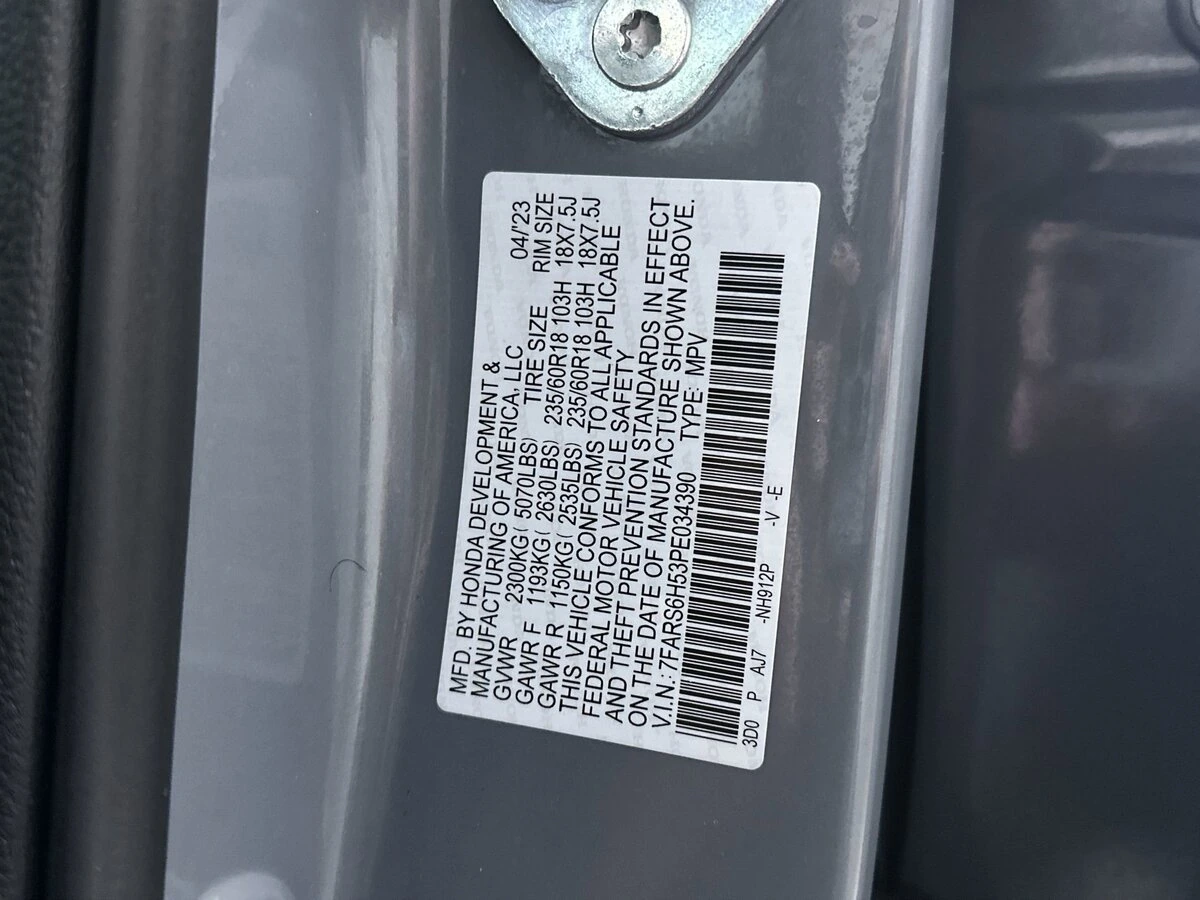 MFD. BY HONDA DEVELOPMENT &
MANUFACTURING OF AMERICA, LLC 04/'23
GVWR 2300KG( 5070LBS) TIRE SIZE RIM SIZE
GAWR F 1193KG( 2630LBS) 235/60R18 103H 18X7.5J
GAWR R 1150KG( 2535LBS) 235/60R18 103H 18X7.5J
THIS VEHICLE CONFORMS TO ALL APPLICABLE
FEDERAL MOTOR VEHICLE SAFETY
AND THEFT PREVENTION STANDARDS IN EFFECT
ON THE DATE OF MANUFACTURE SHOWN ABOVE.
V.I.N.:7FARS6H53PE034390 TYPE: MPV
3D0 P AJ7 -NH912P -V -E